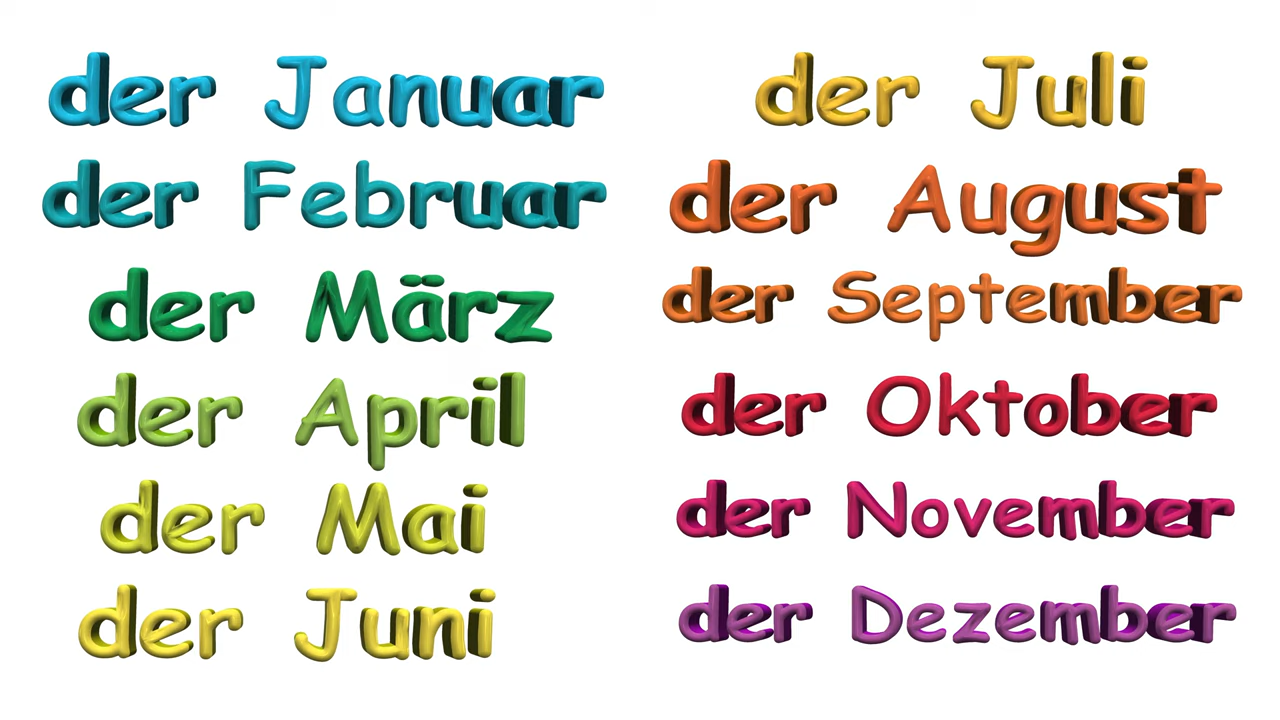 der Januar
der Februar
der März
der April
der Mai
der Juni
der Juli
der August
der September
der Oktober
der November
der Dezember